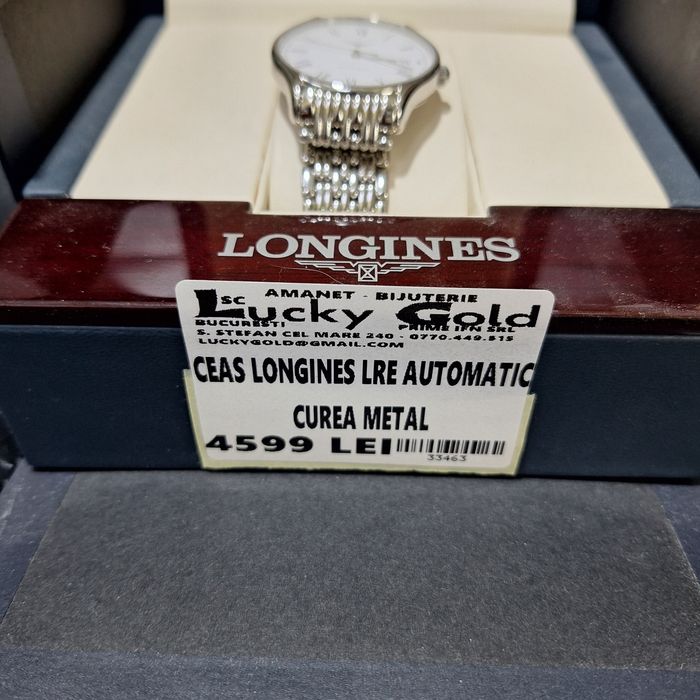 LONGINES
AMANET - BIJUTERIE
SC Lucky Gold
BUCURESTI PRIME IFN SRL
S. STEFAN CEL MARE 240 - 0770.449.515
LUCKYGOLD@GMAIL.COM
CEAS LONGINES LRE AUTOMATIC
CUREA METAL
4599 LEI
33463